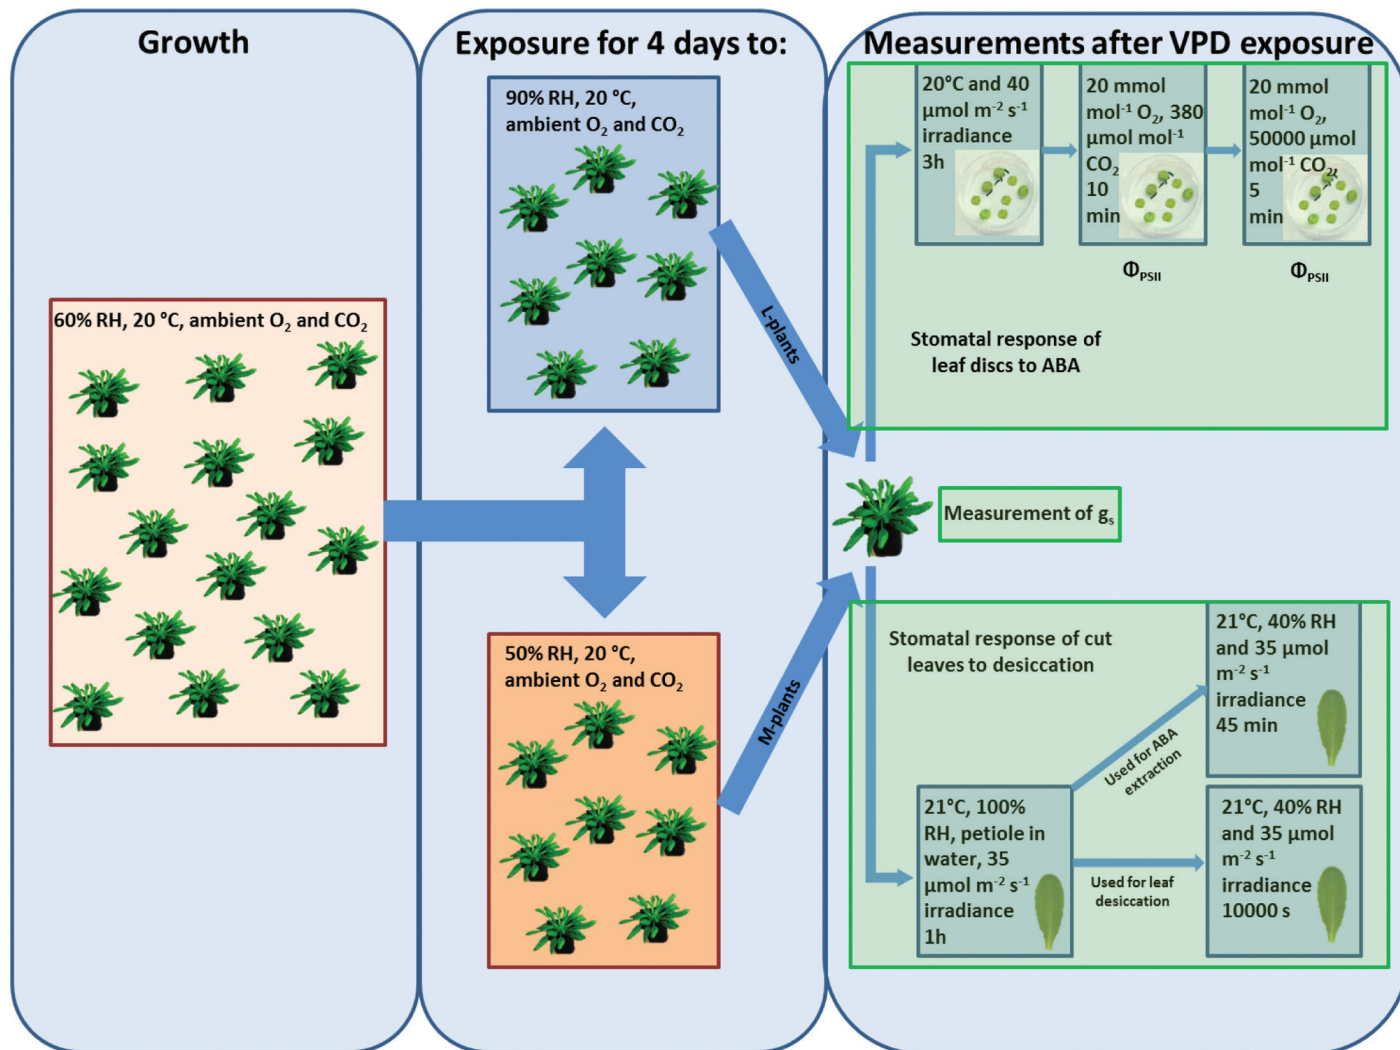 Growth
60% RH, 20 °C, ambient O₂ and CO₂
Exposure for 4 days to:
90% RH, 20 °C,
ambient O₂ and CO₂
L-plants
50% RH, 20 °C,
ambient O₂ and CO₂
M-plants
Measurements after VPD exposure
20°C and 40
µmol m⁻² s⁻¹
irradiance
3h
20 mmol
mol⁻¹ O₂, 380
µmol mol⁻¹
CO₂
10
min
Φ_PSII
20 mmol
mol⁻¹ O₂,
50000 µmol
mol⁻¹ CO₂,
5
min
Φ_PSII
Stomatal response of
leaf discs to ABA
Measurement of gₛ
Stomatal response of cut
leaves to desiccation
21°C, 100%
RH, petiole in
water, 35
µmol m⁻² s⁻¹
irradiance
1h
Used for ABA
extraction
21°C, 40% RH
and 35 µmol
m⁻² s⁻¹
irradiance
45 min
Used for leaf
desiccation
21°C, 40% RH
and 35 µmol
m⁻² s⁻¹
irradiance
10000 s